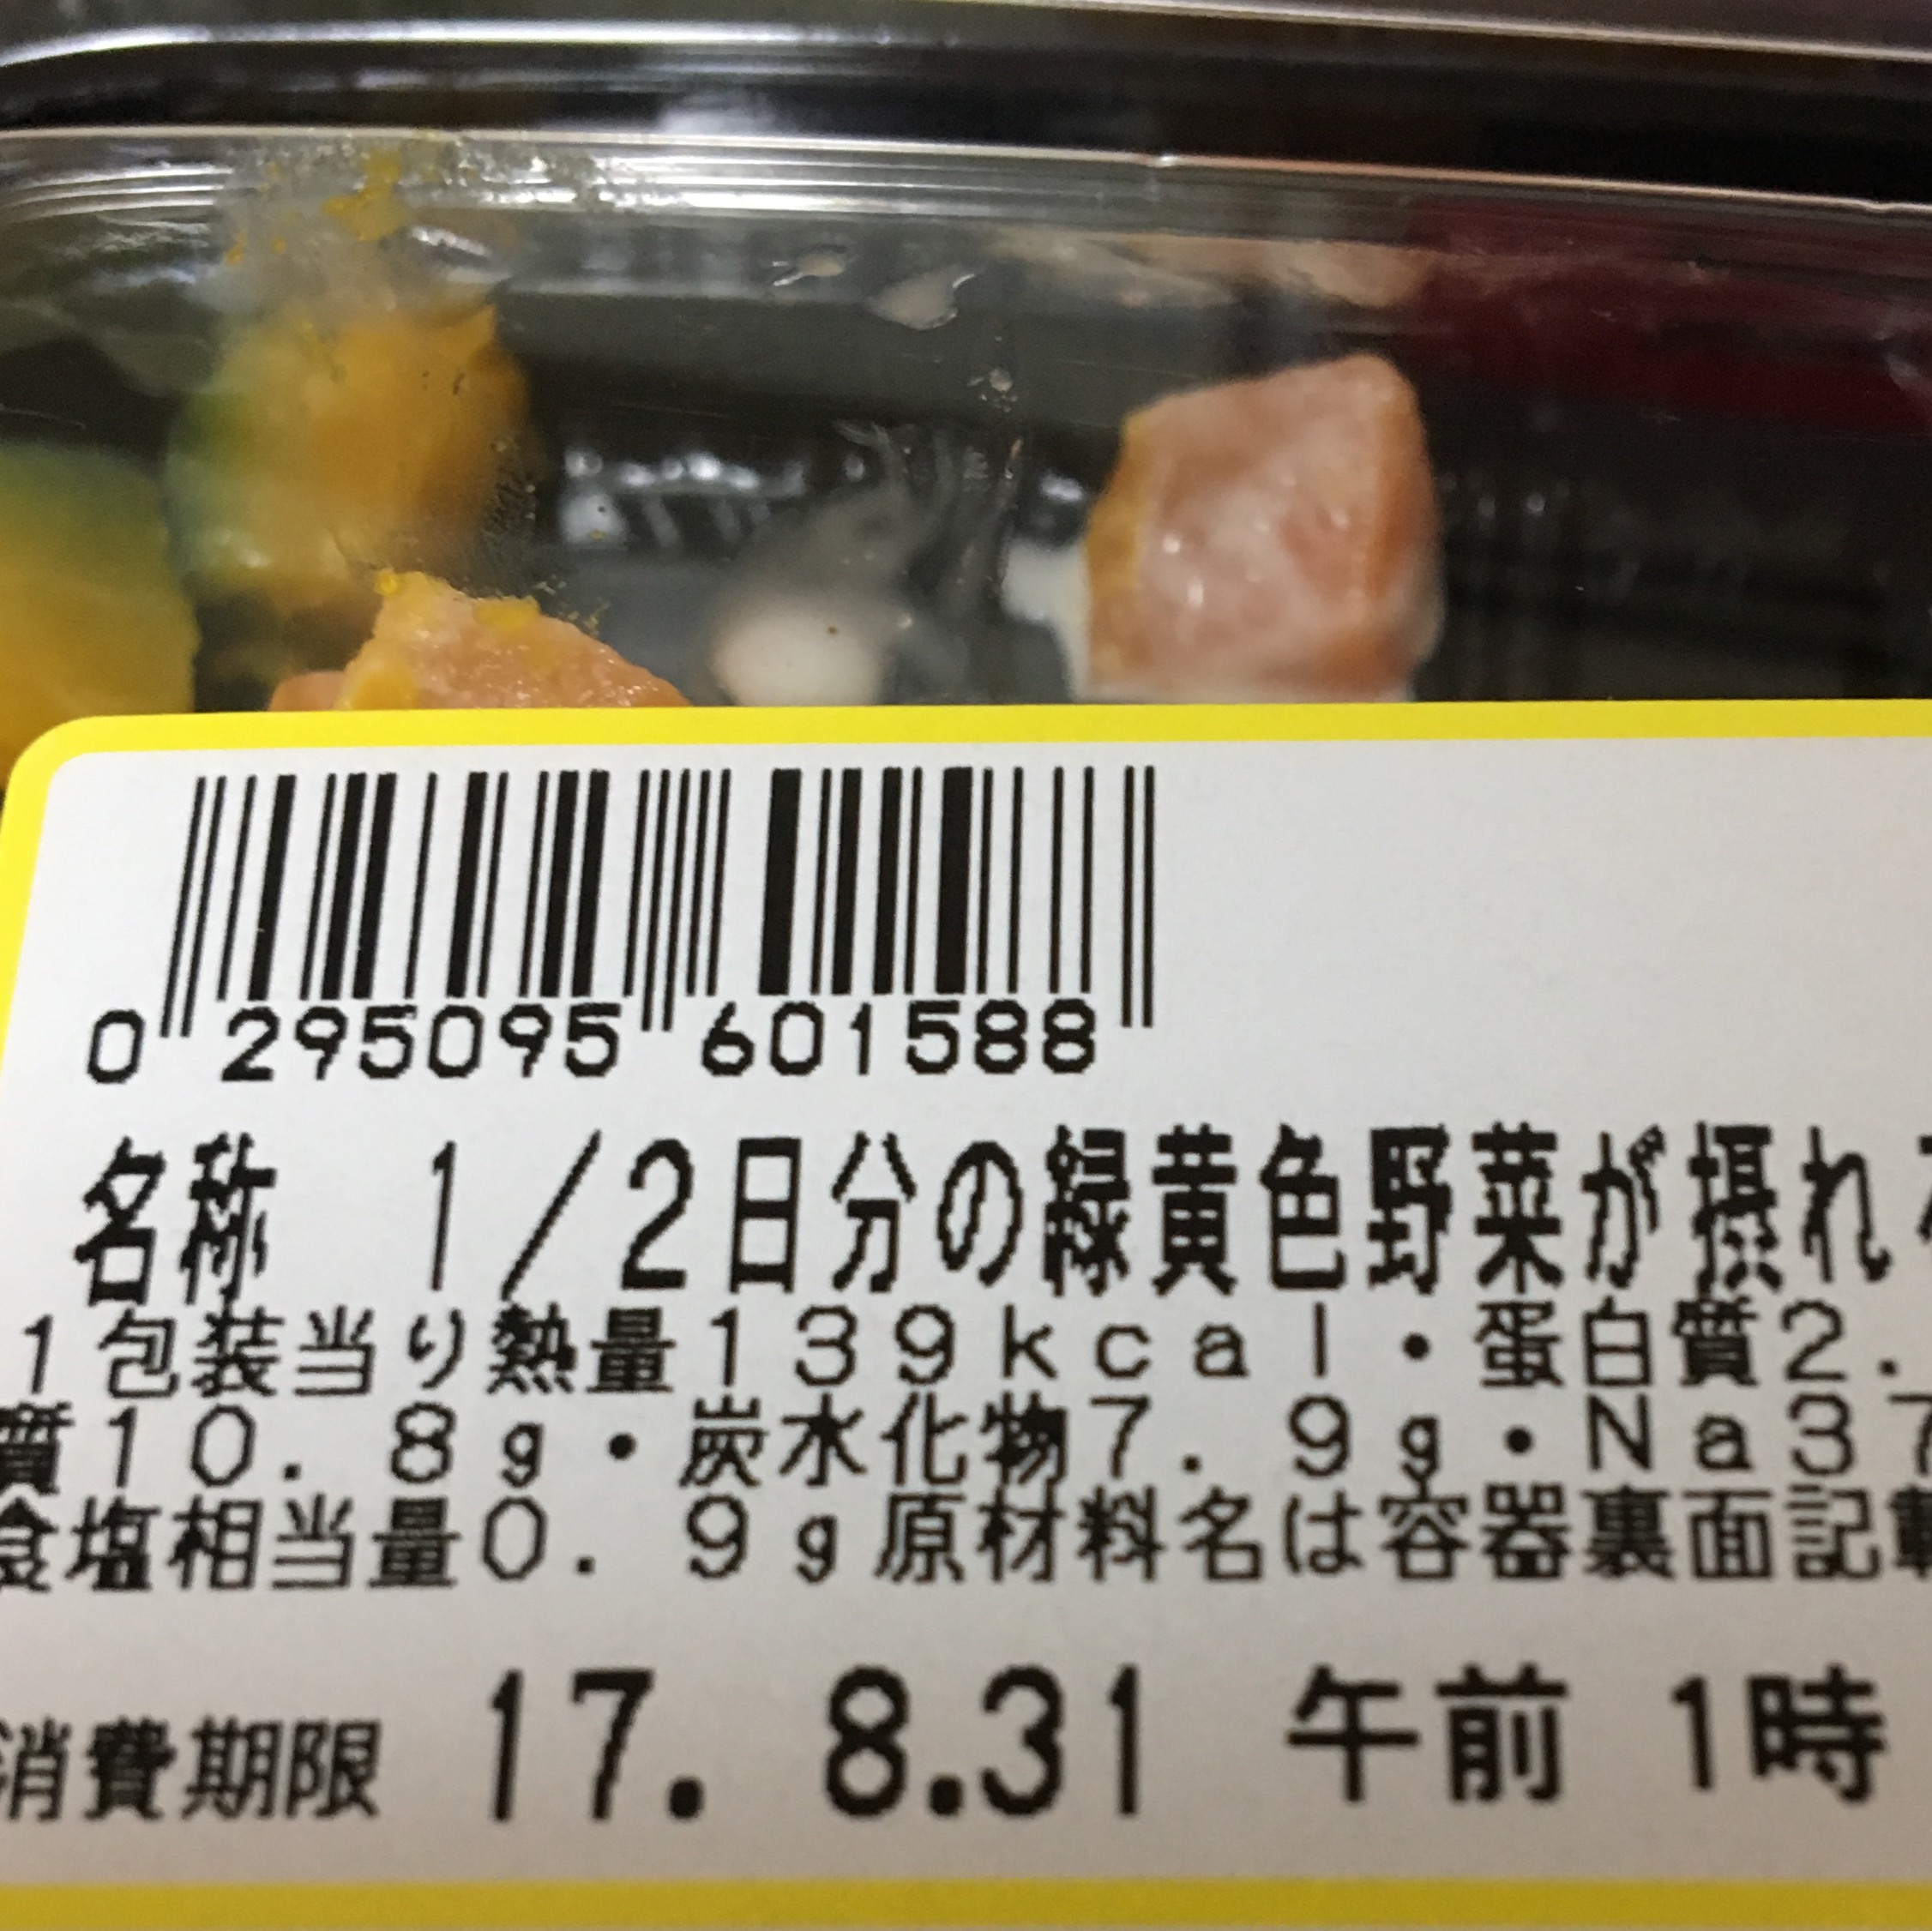 0 295095 601588
名称 1/2日分の緑黄色野菜が摂れ
1包装当り熱量139kcal・蛋白質2.
質10.8g・炭水化物7.9g・Na37
食塩相当量0.9g原材料名は容器裏面記載
消費期限 17. 8.31 午前 1時